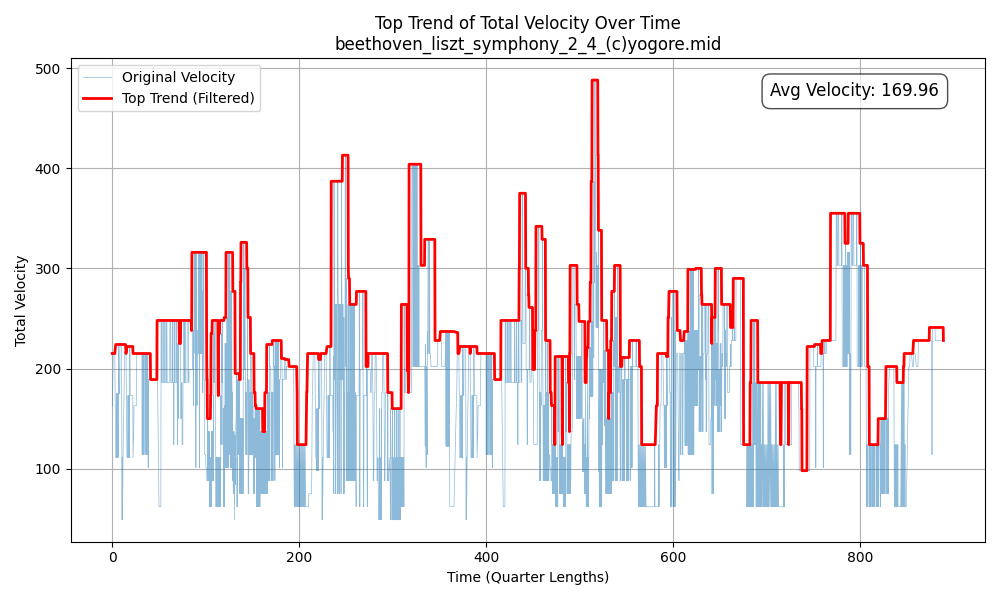 Top Trend of Total Velocity Over Time
beethoven_liszt_symphony_2_4_(c)yogore.mid
Original Velocity
Top Trend (Filtered)
Avg Velocity: 169.96
Total Velocity
500
400
300
200
100
0
200
400
600
800
Time (Quarter Lengths)